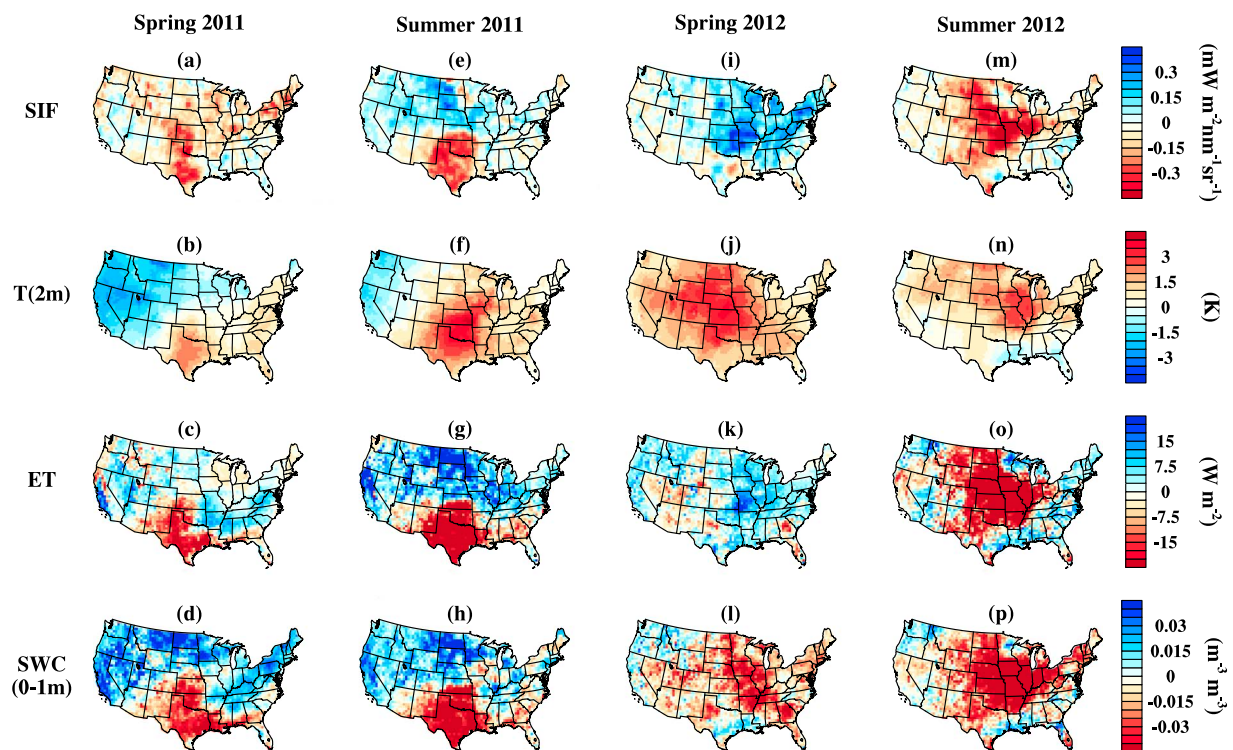 Spring 2011 Summer 2011 Spring 2012 Summer 2012
(a) (e) (i) (m)
SIF
0.3
0.15
0
-0.15
-0.3
(mW m-2nm-1sr-1)
(b) (f) (j) (n)
T(2m)
3
1.5
0
-1.5
-3
(K)
(c) (g) (k) (o)
ET
15
7.5
0
-7.5
-15
(W m-2)
(d) (h) (l) (p)
SWC
(0-1m)
0.03
0.015
0
-0.015
-0.03
(m-3 m-3)